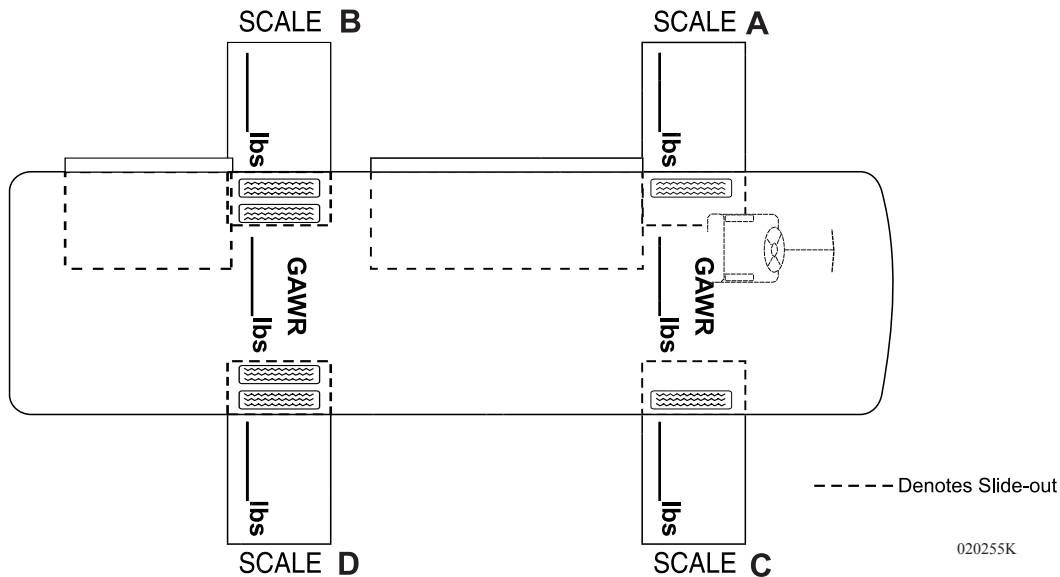 SCALE B
SCALE A
lbs
lbs
GAWR
lbs
GAWR
lbs
lbs
lbs
Denotes Slide-out
020255K
SCALE D
SCALE C